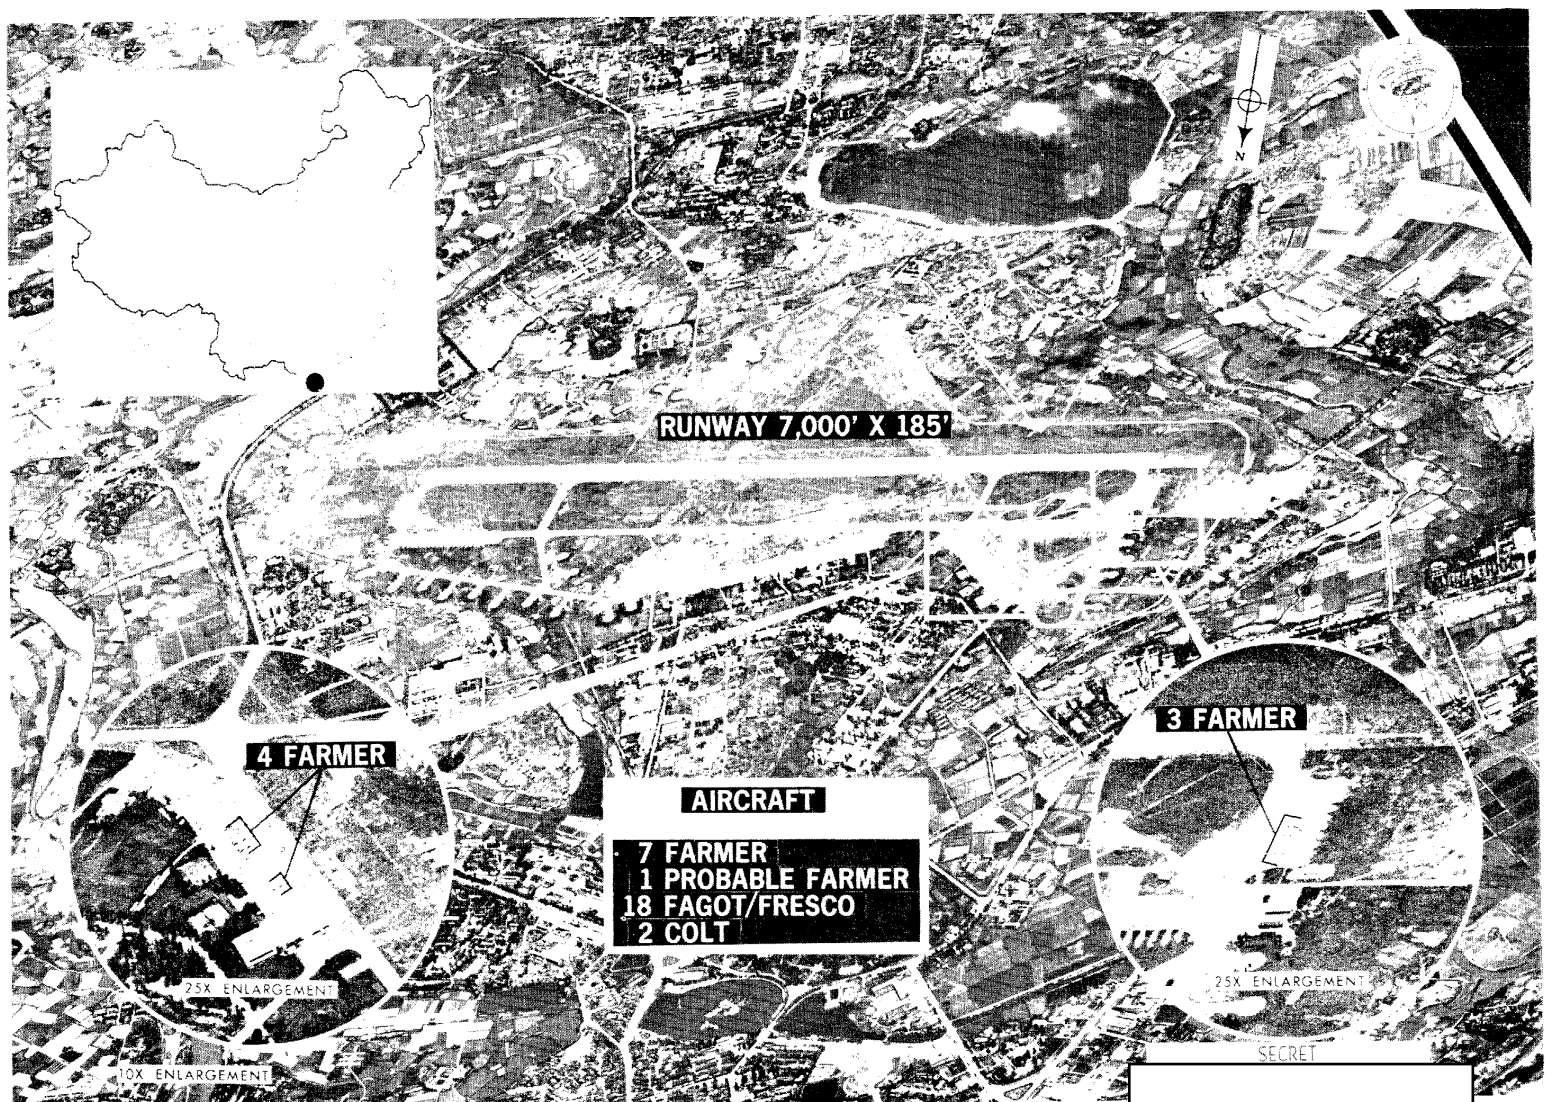 N
RUNWAY 7,000' X 185'
4 FARMER
3 FARMER
AIRCRAFT
7 FARMER
1 PROBABLE FARMER
18 FAGOT/FRESCO
2 COLT
25X ENLARGEMENT
25X ENLARGEMENT
10X ENLARGEMENT
SECRET